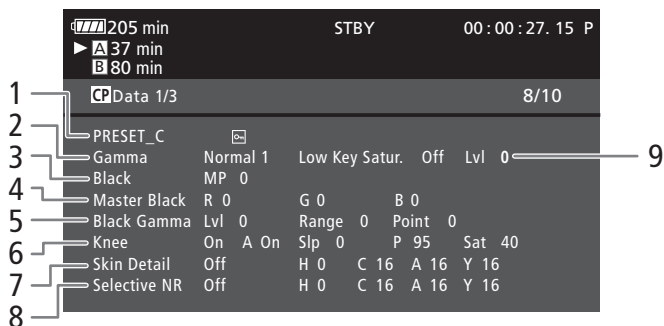 205 min STBY 00:00:27.15 P
A 37 min
B 80 min
CP Data 1/3 8/10
1 PRESET_C
2 Gamma Normal 1 Low Key Satur. Off Lvl 0 9
3 Black MP 0
4 Master Black R 0 G 0 B 0
5 Black Gamma Lvl 0 Range 0 Point 0
6 Knee On A On Slp 0 P 95 Sat 40
7 Skin Detail Off H 0 C 16 A 16 Y 16
8 Selective NR Off H 0 C 16 A 16 Y 16